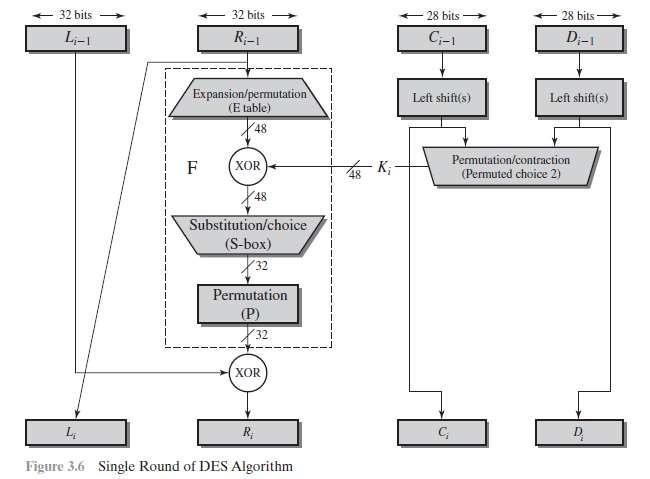 32 bits
32 bits
28 bits
28 bits
Li−1
Ri−1
Ci−1
Di−1
Expansion/permutation
(E table)
Left shift(s)
Left shift(s)
48
F
XOR
48
Ki
Permutation/contraction
(Permuted choice 2)
48
Substitution/choice
(S-box)
32
Permutation
(P)
32
XOR
Li
Ri
Ci
Di
Figure 3.6 Single Round of DES Algorithm